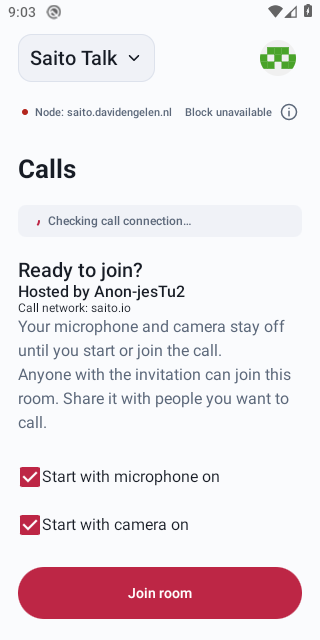 9:03
Saito Talk
Node: saito.davidengelen.nl Block unavailable
Calls
Checking call connection...
Ready to join?
Hosted by Anon-jesTu2
Call network: saito.io
Your microphone and camera stay off
until you start or join the call.
Anyone with the invitation can join this
room. Share it with people you want to
call.
Start with microphone on
Start with camera on
Join room